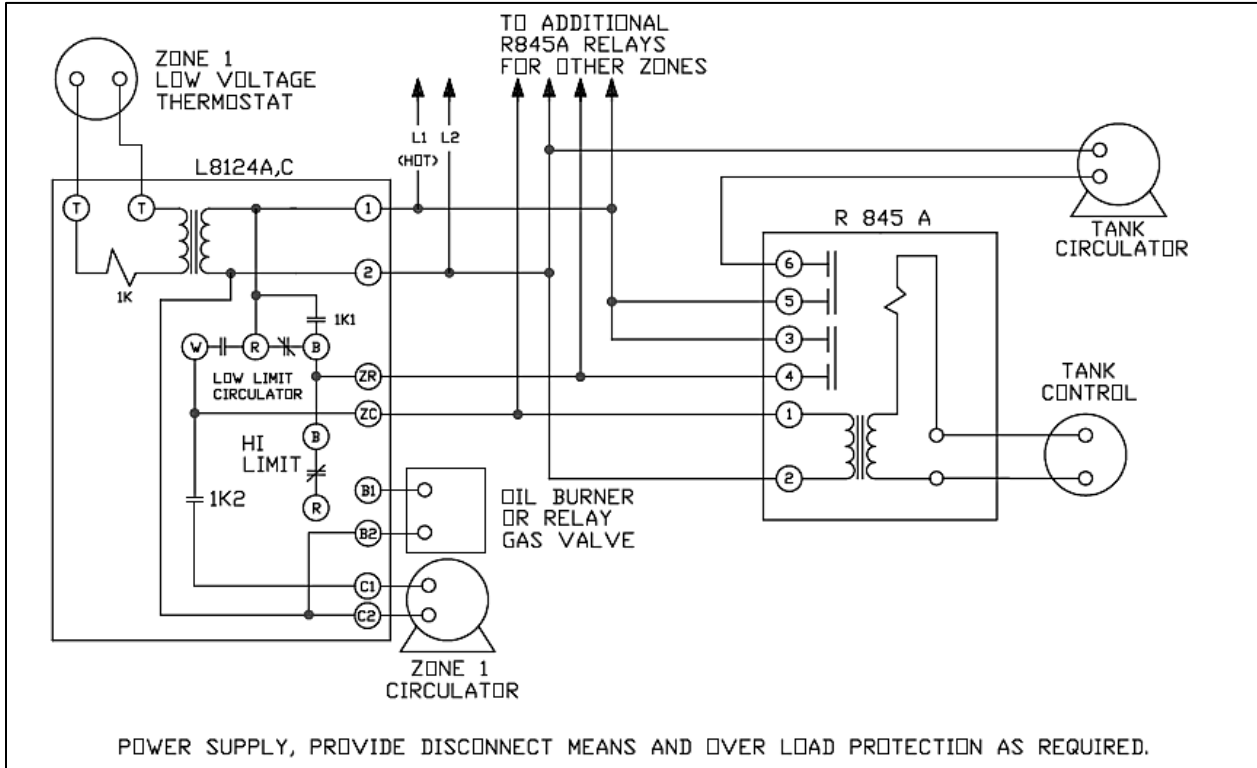 TO ADDITIONAL
R845A RELAYS
FOR OTHER ZONES
ZONE 1
LOW VOLTAGE
THERMOSTAT
L1 L2
(HOT)
L8124A,C
T T
1
2
1K
1K1
W R B
LOW LIMIT
CIRCULATOR
ZR
ZC
HI
LIMIT
B
R
1K2
B1
B2
C1
C2
OIL BURNER
OR RELAY
GAS VALVE
ZONE 1
CIRCULATOR
R 845 A
6
5
3
4
1
2
TANK
CIRCULATOR
TANK
CONTROL
POWER SUPPLY, PROVIDE DISCONNECT MEANS AND OVER LOAD PROTECTION AS REQUIRED.